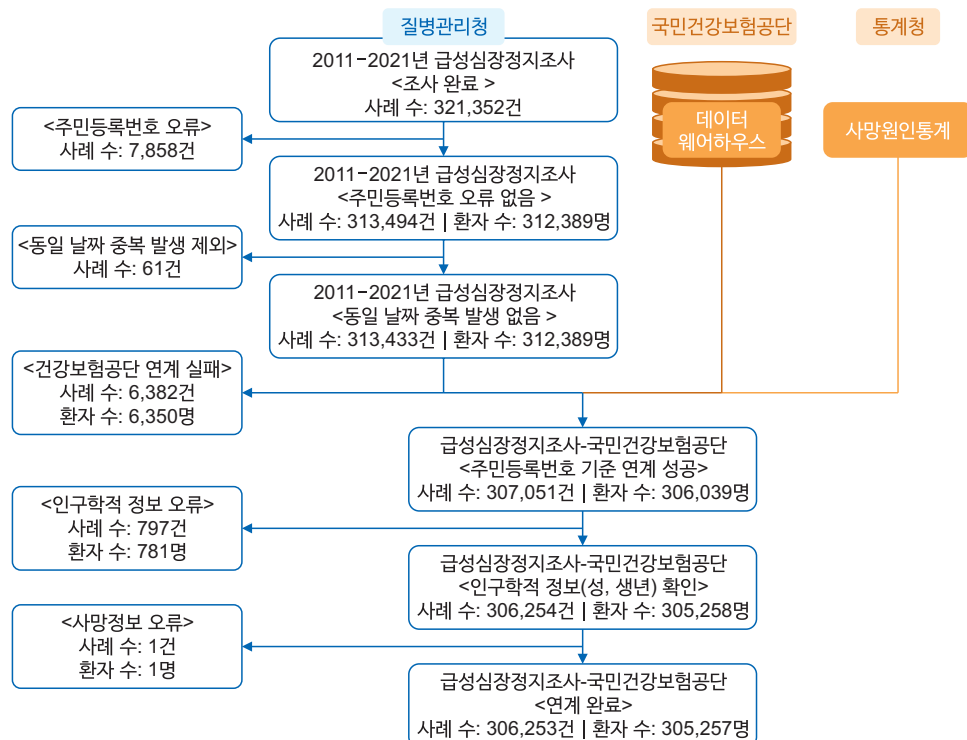 질병관리청
국민건강보험공단
통계청
2011-2021년 급성심장정지조사
<조사 완료 >
사례 수: 321,352건
데이터
웨어하우스
사망원인통계
<주민등록번호 오류>
사례 수: 7,858건
2011-2021년 급성심장정지조사
<주민등록번호 오류 없음 >
사례 수: 313,494건 | 환자 수: 312,389명
<동일 날짜 중복 발생 제외>
사례 수: 61건
2011-2021년 급성심장정지조사
<동일 날짜 중복 발생 없음 >
사례 수: 313,433건 | 환자 수: 312,389명
<건강보험공단 연계 실패>
사례 수: 6,382건
환자 수: 6,350명
급성심장정지조사-국민건강보험공단
<주민등록번호 기준 연계 성공>
사례 수: 307,051건 | 환자 수: 306,039명
<인구학적 정보 오류>
사례 수: 797건
환자 수: 781명
급성심장정지조사-국민건강보험공단
<인구학적 정보(성, 생년) 확인>
사례 수: 306,254건 | 환자 수: 305,258명
<사망정보 오류>
사례 수: 1건
환자 수: 1명
급성심장정지조사-국민건강보험공단
<연계 완료>
사례 수: 306,253건 | 환자 수: 305,257명